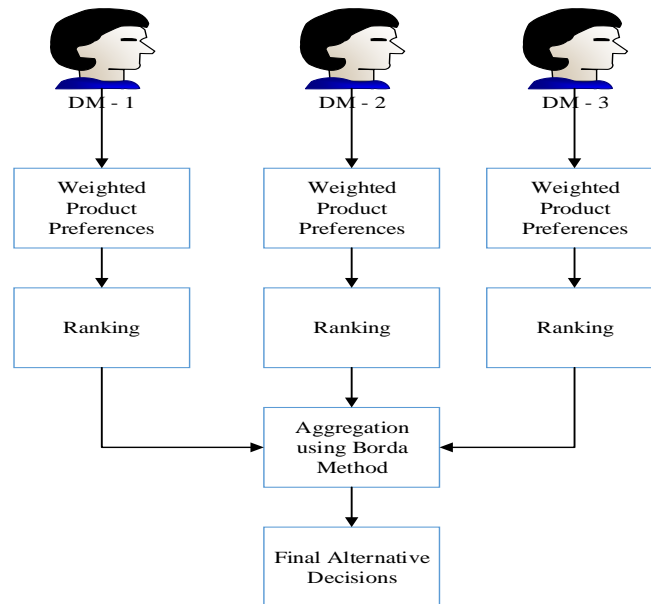 DM - 1
DM - 2
DM - 3
Weighted
Product
Preferences
Weighted
Product
Preferences
Weighted
Product
Preferences
Ranking
Ranking
Ranking
Aggregation
using Borda
Method
Final Alternative
Decisions